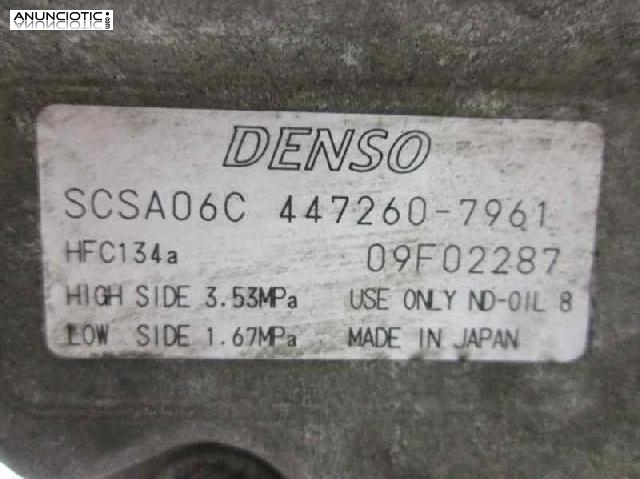 ANUNCIOTIC.com
DENSO
SCSA06C 447260-7961
HFC134a 09F02287
HIGH SIDE 3.53MPa USE ONLY ND-OIL 8
LOW SIDE 1.67MPa MADE IN JAPAN